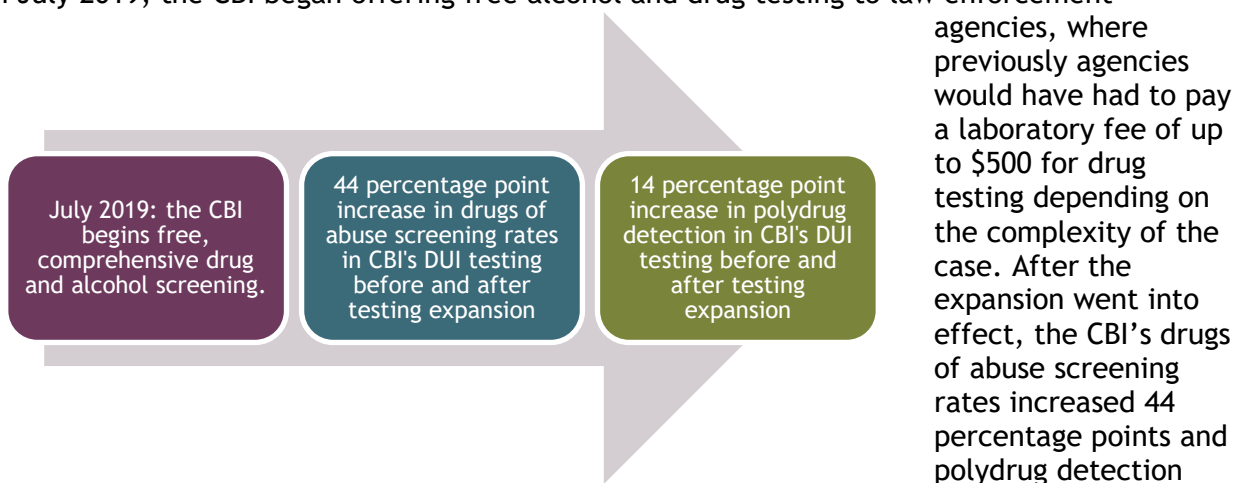 July 2019, the CBI began offering free alcohol and drug testing to law enforcement
agencies, where
previously agencies
would have had to pay
a laboratory fee of up
to $500 for drug
testing depending on
the complexity of the
case. After the
expansion went into
effect, the CBI’s drugs
of abuse screening
rates increased 44
percentage points and
polydrug detection
July 2019: the CBI
begins free,
comprehensive drug
and alcohol screening.
44 percentage point
increase in drugs of
abuse screening rates
in CBI's DUI testing
before and after
testing expansion
14 percentage point
increase in polydrug
detection in CBI's DUI
testing before and
after testing
expansion